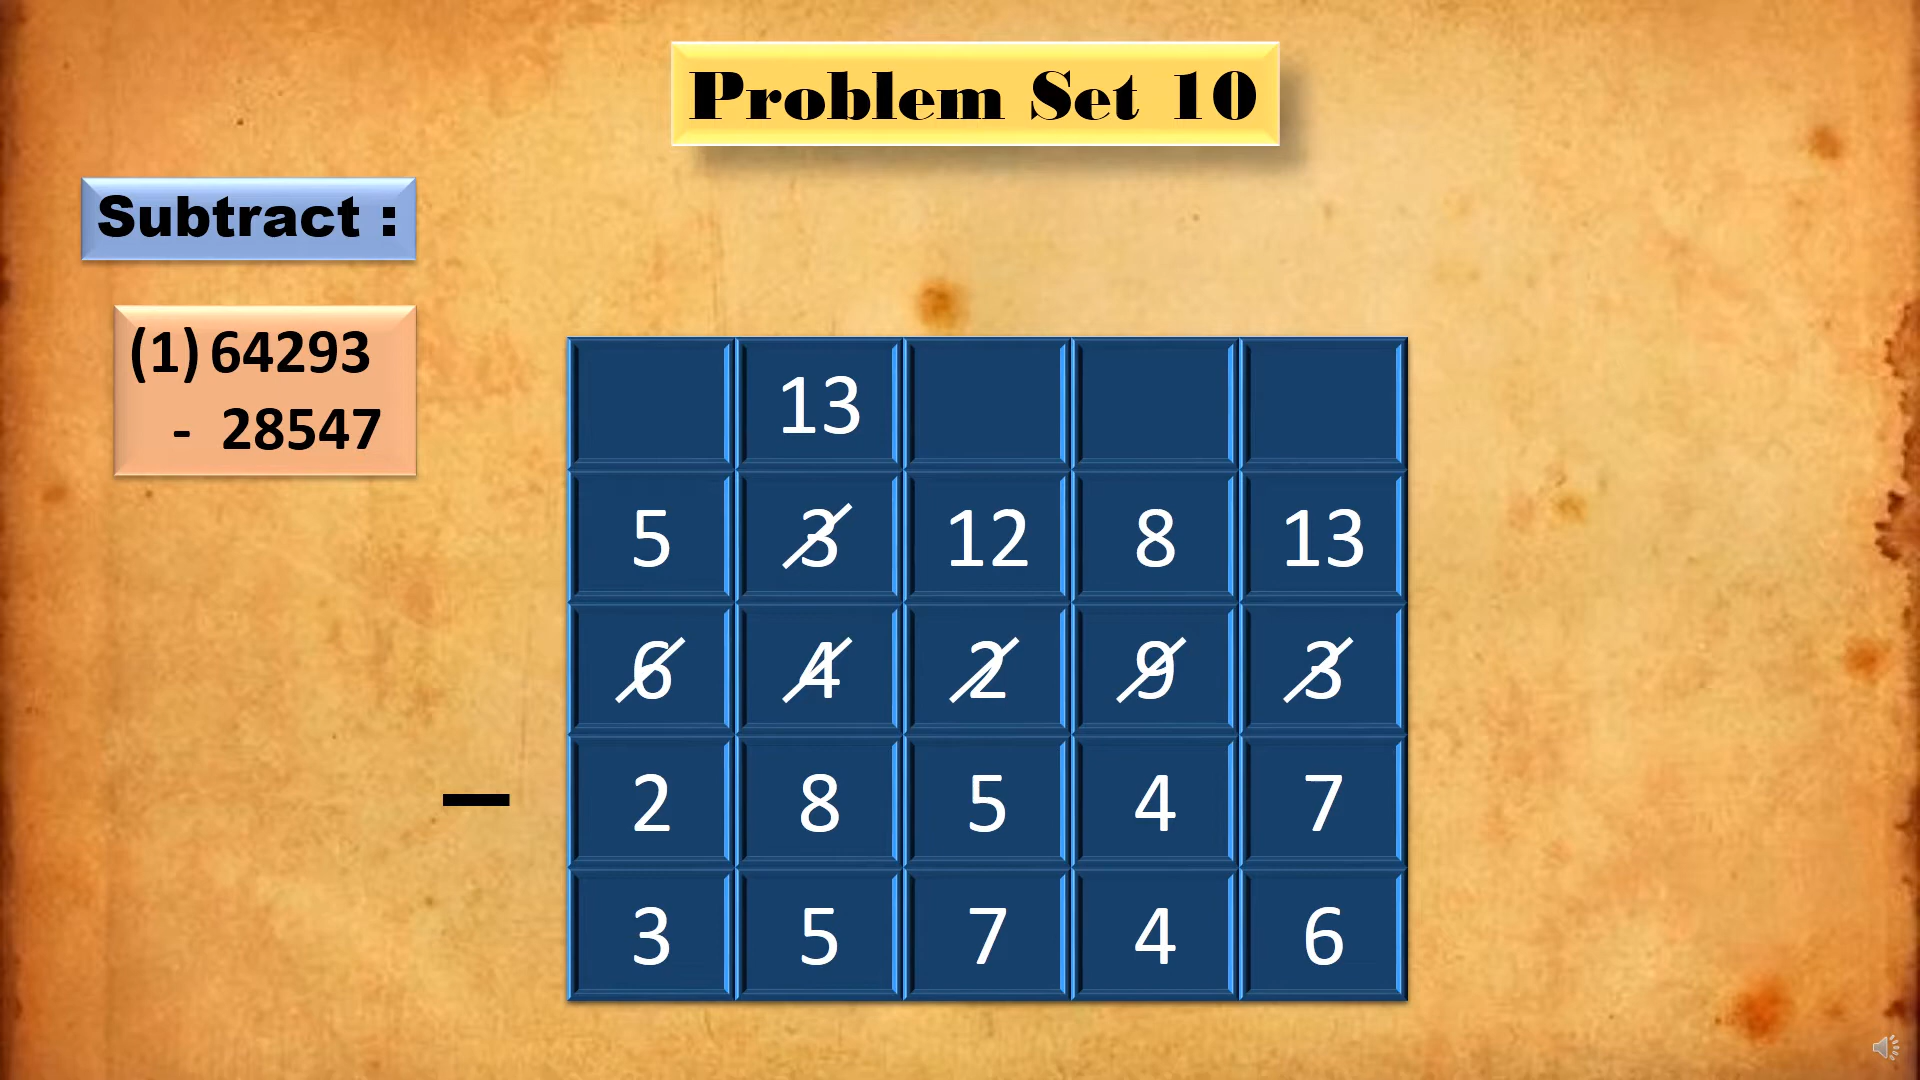 Problem Set 10
Subtract :
(1) 64293
- 28547
13
5 3 12 8 13
6 4 2 9 3
– 2 8 5 4 7
3 5 7 4 6